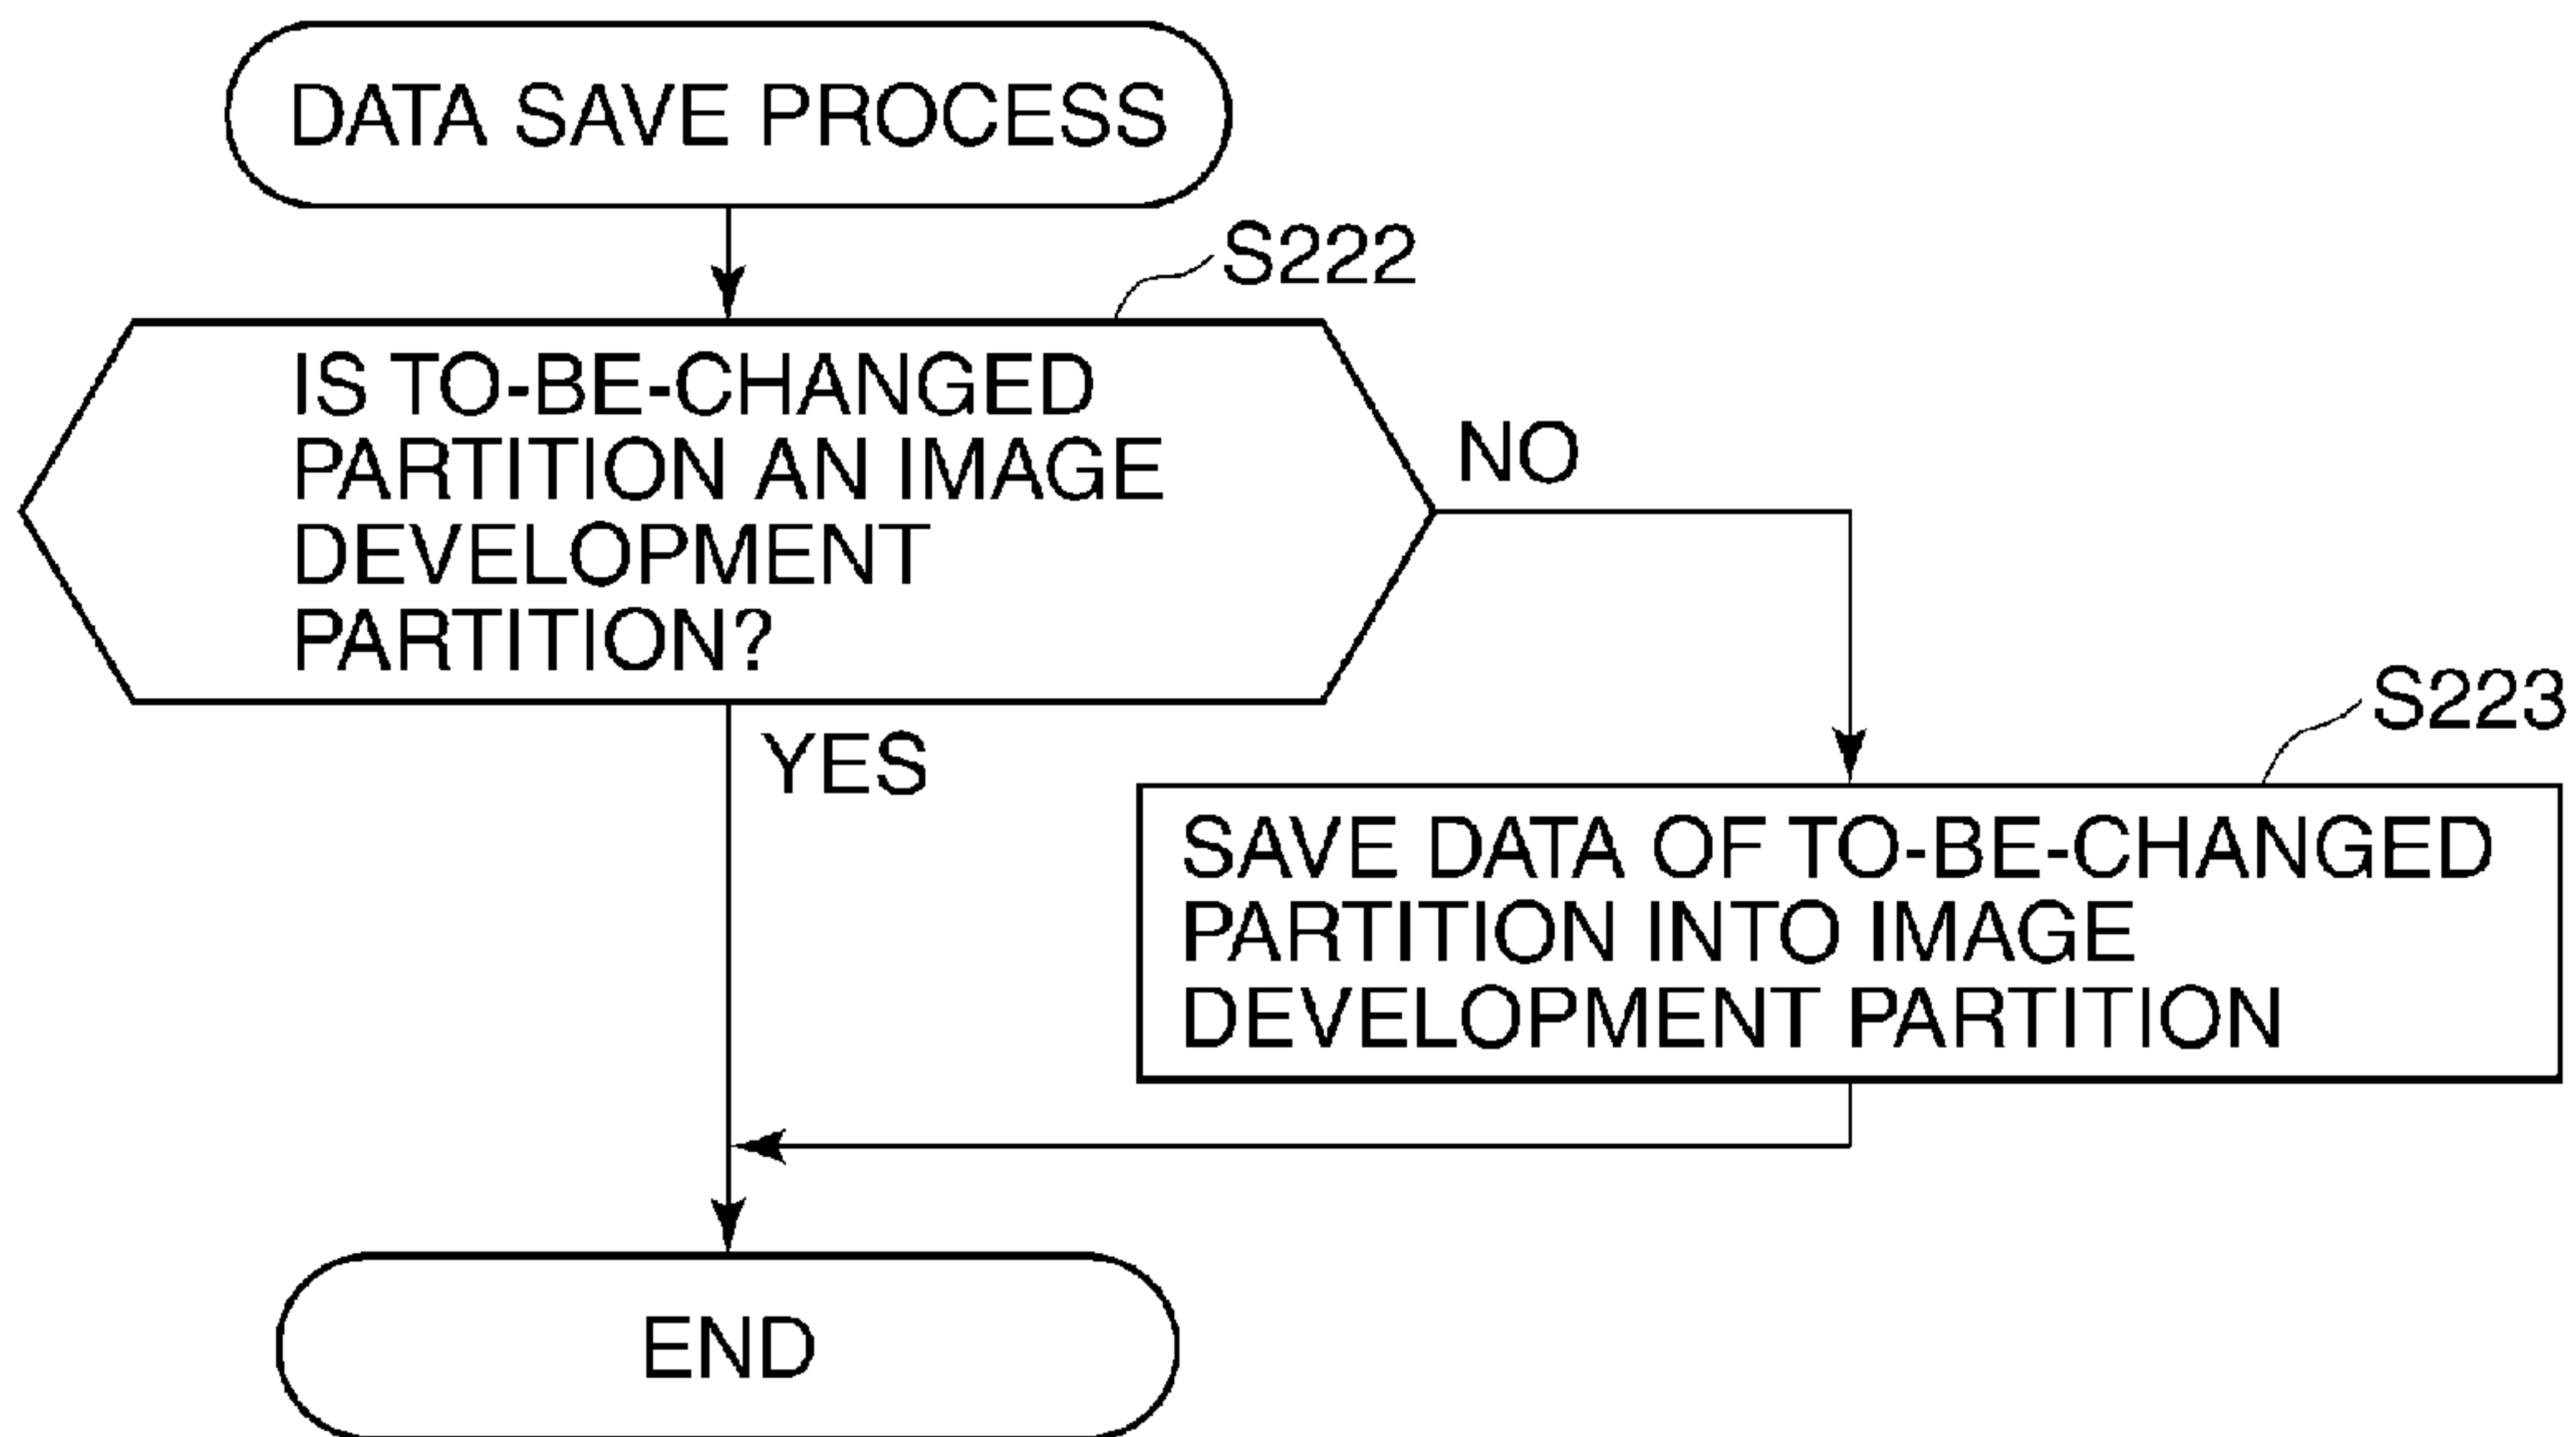 DATA SAVE PROCESS
S222
IS TO-BE-CHANGED
PARTITION AN IMAGE
DEVELOPMENT
PARTITION?
NO
YES
S223
SAVE DATA OF TO-BE-CHANGED
PARTITION INTO IMAGE
DEVELOPMENT PARTITION
END